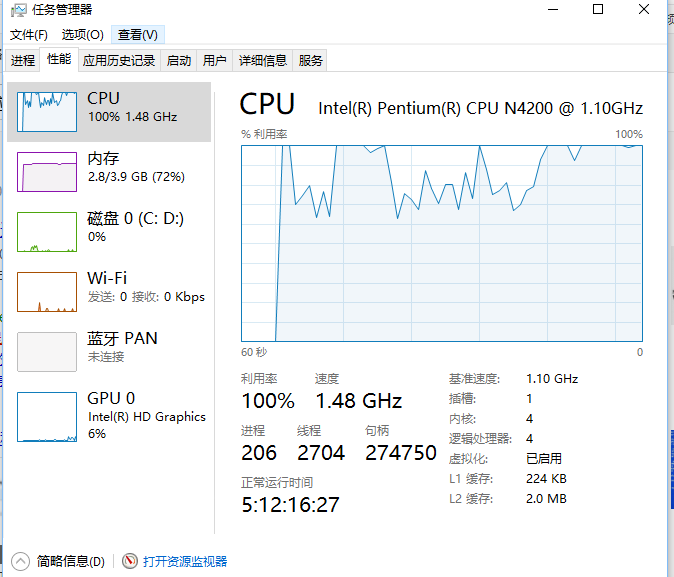 任务管理器
文件(F) 选项(O) 查看(V)
进程 性能 应用历史记录 启动 用户 详细信息 服务
CPU
100% 1.48 GHz
内存
2.8/3.9 GB (72%)
磁盘 0 (C: D:)
0%
Wi-Fi
发送: 0 接收: 0 Kbps
蓝牙 PAN
未连接
GPU 0
Intel(R) HD Graphics
6%
CPU Intel(R) Pentium(R) CPU N4200 @ 1.10GHz
% 利用率 100%
60 秒 0
利用率 速度
100% 1.48 GHz
进程 线程 句柄
206 2704 274750
正常运行时间
5:12:16:27
基准速度: 1.10 GHz
插槽: 1
内核: 4
逻辑处理器: 4
虚拟化: 已启用
L1 缓存: 224 KB
L2 缓存: 2.0 MB
简略信息(D) 打开资源监视器